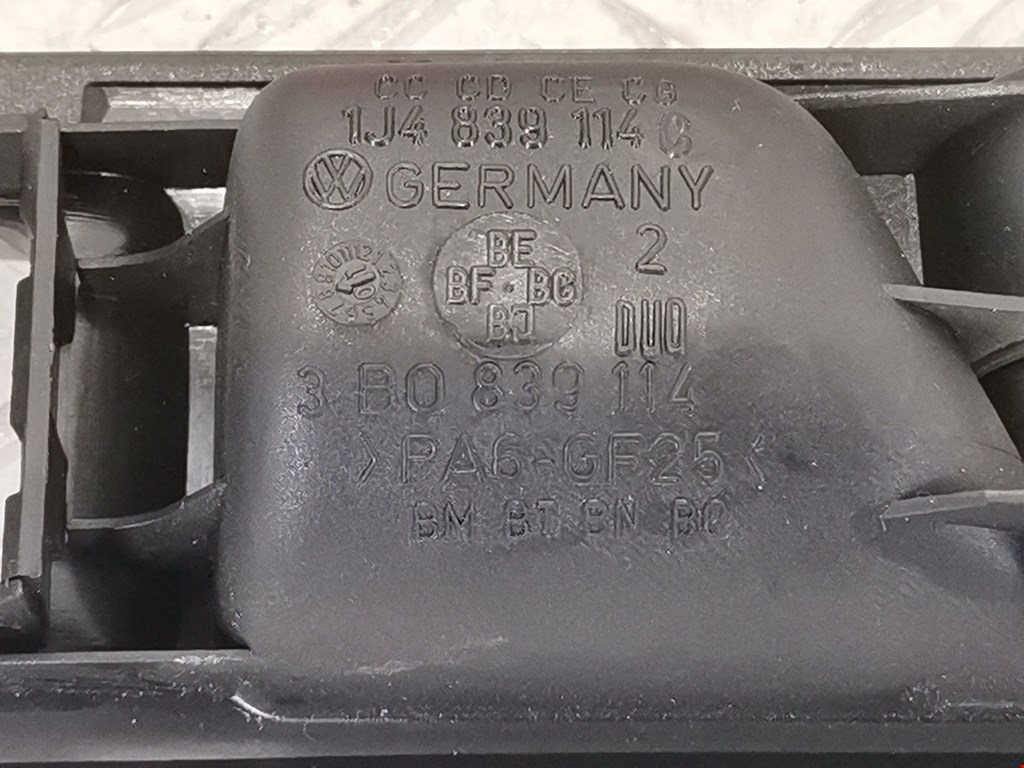 CC CD CE CG
1J4 839 114 C
VW GERMANY
BE 2
BF BG
BJ
DUO
3 B0 839 114
>PA6-GF25<
BM BT BN